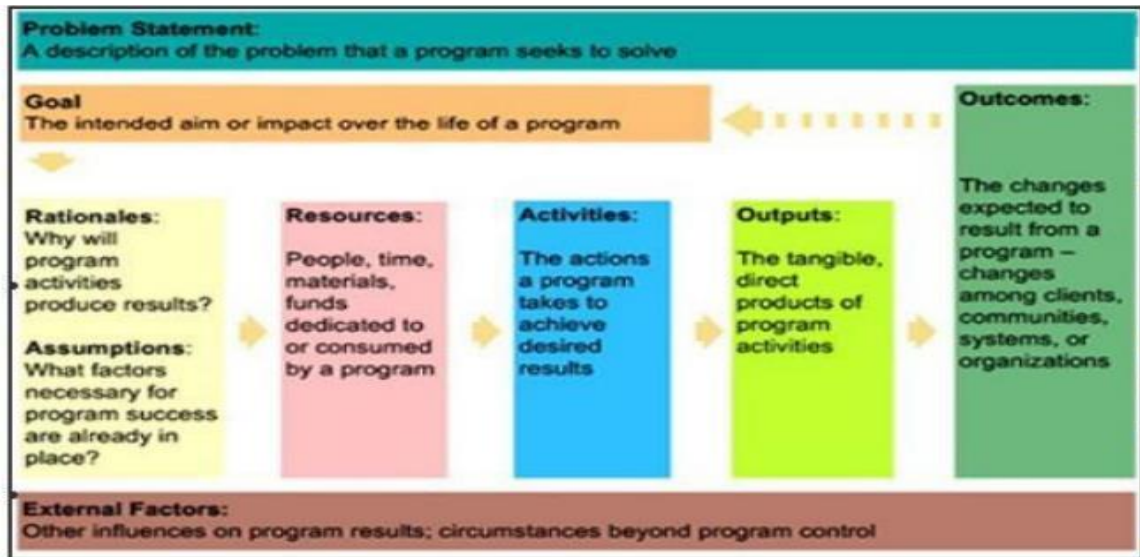 Problem Statement:
A description of the problem that a program seeks to solve
Goal
The intended aim or impact over the life of a program
Rationales:
Why will
program
activities
produce results?
Assumptions:
What factors
necessary for
program success
are already in
place?
Resources:
People, time,
materials,
funds
dedicated to
or consumed
by a program
Activities:
The actions
a program
takes to
achieve
desired
results
Outputs:
The tangible,
direct
products of
program
activities
Outcomes:
The changes
expected to
result from a
program –
changes
among clients,
communities,
systems, or
organizations
External Factors:
Other influences on program results; circumstances beyond program control